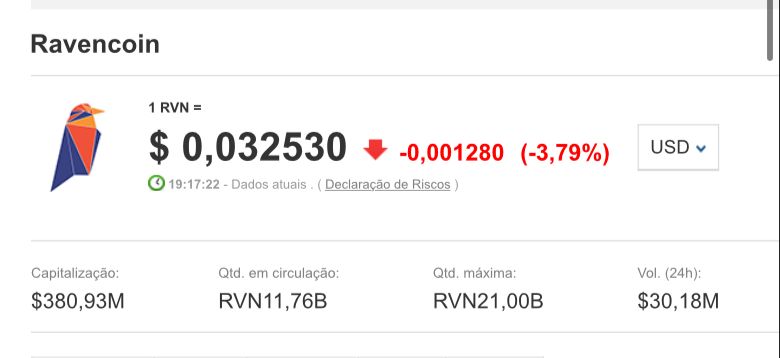 Ravencoin
1 RVN =
$ 0,032530 -0,001280 (-3,79%)
USD
19:17:22 - Dados atuais . ( Declaração de Riscos )
Capitalização: Qtd. em circulação: Qtd. máxima: Vol. (24h):
$380,93M RVN11,76B RVN21,00B $30,18M